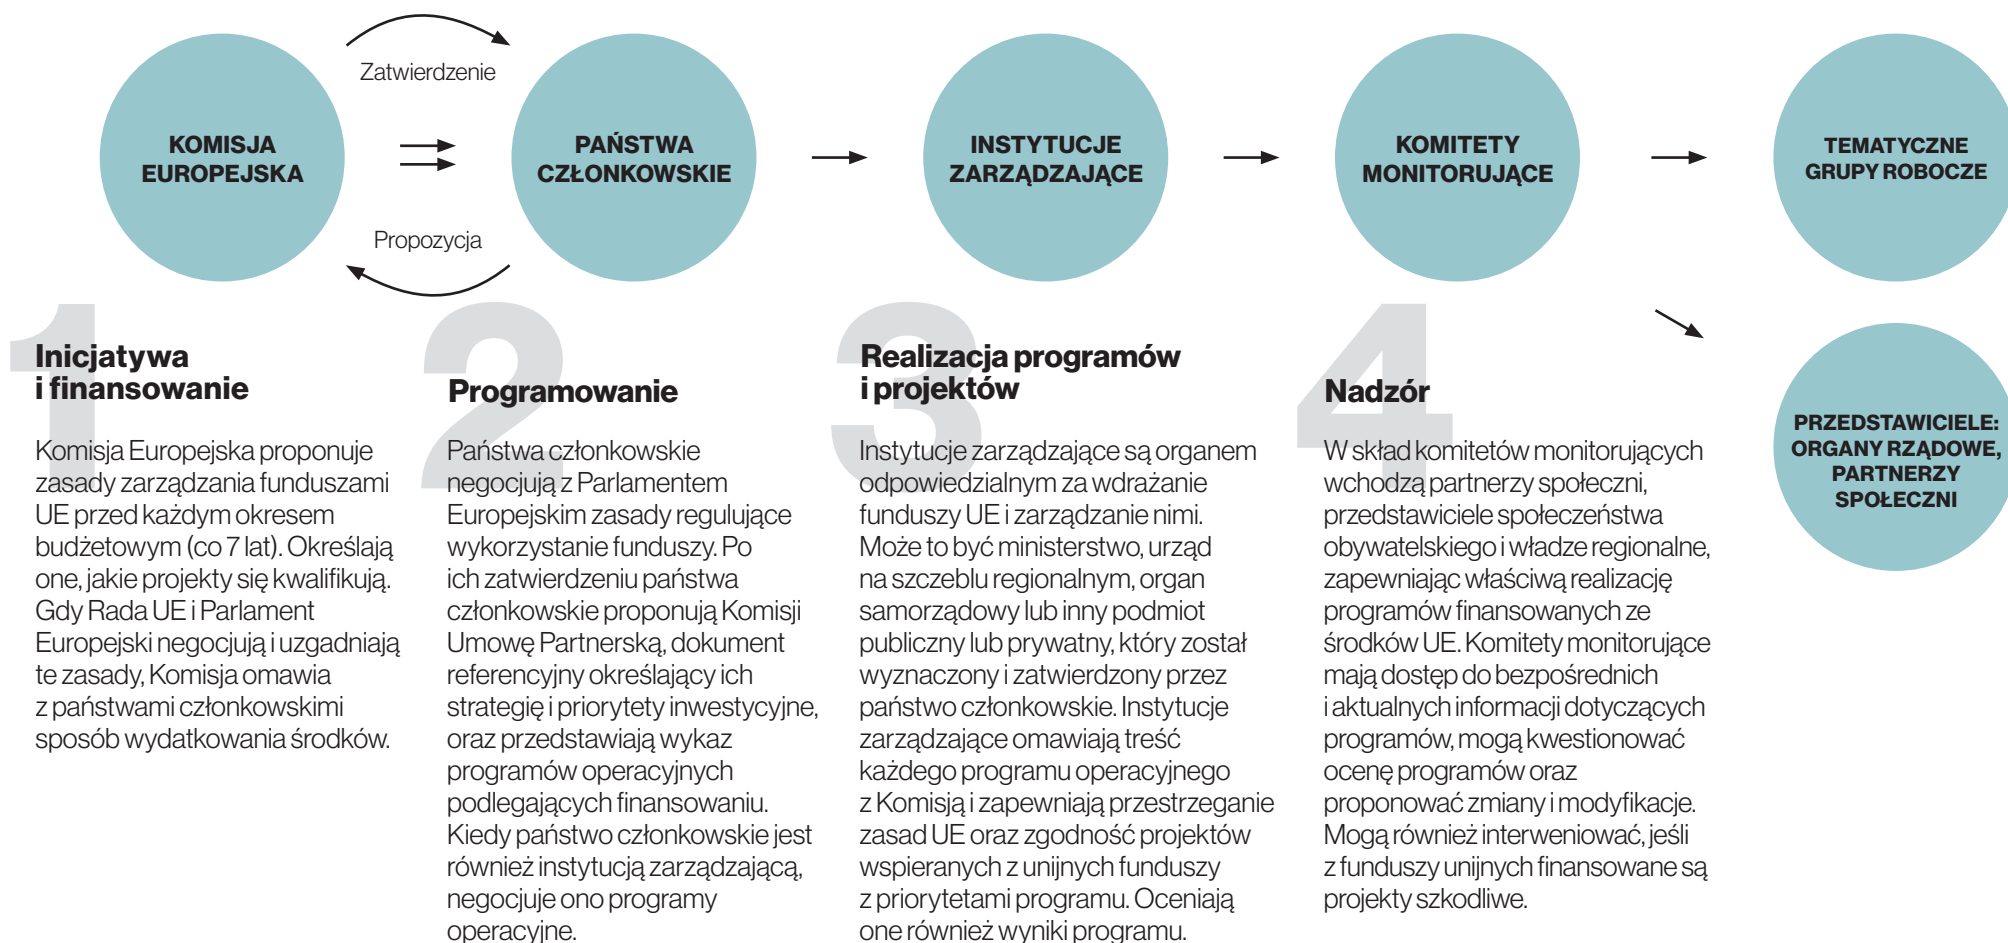 Zatwierdzenie
KOMISJA
EUROPEJSKA
PAŃSTWA
CZŁONKOWSKIE
INSTYTUCJE
ZARZĄDZAJĄCE
KOMITETY
MONITORUJĄCE
TEMATYCZNE
GRUPY ROBOCZE
Propozycja
PRZEDSTAWICIELE:
ORGANY RZĄDOWE,
PARTNERZY
SPOŁECZNI
1
Inicjatywa
i finansowanie
Komisja Europejska proponuje
zasady zarządzania funduszami
UE przed każdym okresem
budżetowym (co 7 lat). Określają
one, jakie projekty się kwalifikują.
Gdy Rada UE i Parlament
Europejski negocjują i uzgadniają
te zasady, Komisja omawia
z państwami członkowskimi
sposób wydatkowania środków.
2
Programowanie
Państwa członkowskie
negocjują z Parlamentem
Europejskim zasady regulujące
wykorzystanie funduszy. Po
ich zatwierdzeniu państwa
członkowskie proponują Komisji
Umowę Partnerską, dokument
referencyjny określający ich
strategię i priorytety inwestycyjne,
oraz przedstawiają wykaz
programów operacyjnych
podlegających finansowaniu.
Kiedy państwo członkowskie jest
również instytucją zarządzającą,
negocjuje ono programy
operacyjne.
3
Realizacja programów
i projektów
Instytucje zarządzające są organem
odpowiedzialnym za wdrażanie
funduszy UE i zarządzanie nimi.
Może to być ministerstwo, urząd
na szczeblu regionalnym, organ
samorządowy lub inny podmiot
publiczny lub prywatny, który został
wyznaczony i zatwierdzony przez
państwo członkowskie. Instytucje
zarządzające omawiają treść
każdego programu operacyjnego
z Komisją i zapewniają przestrzeganie
zasad UE oraz zgodność projektów
wspieranych z unijnych funduszy
z priorytetami programu. Oceniają
one również wyniki programu.
4
Nadzór
W skład komitetów monitorujących
wchodzą partnerzy społeczni,
przedstawiciele społeczeństwa
obywatelskiego i władze regionalne,
zapewniając właściwą realizację
programów finansowanych ze
środków UE. Komitety monitorujące
mają dostęp do bezpośrednich
i aktualnych informacji dotyczących
programów, mogą kwestionować
ocenę programów oraz
proponować zmiany i modyfikacje.
Mogą również interweniować, jeśli
z funduszy unijnych finansowane są
projekty szkodliwe.